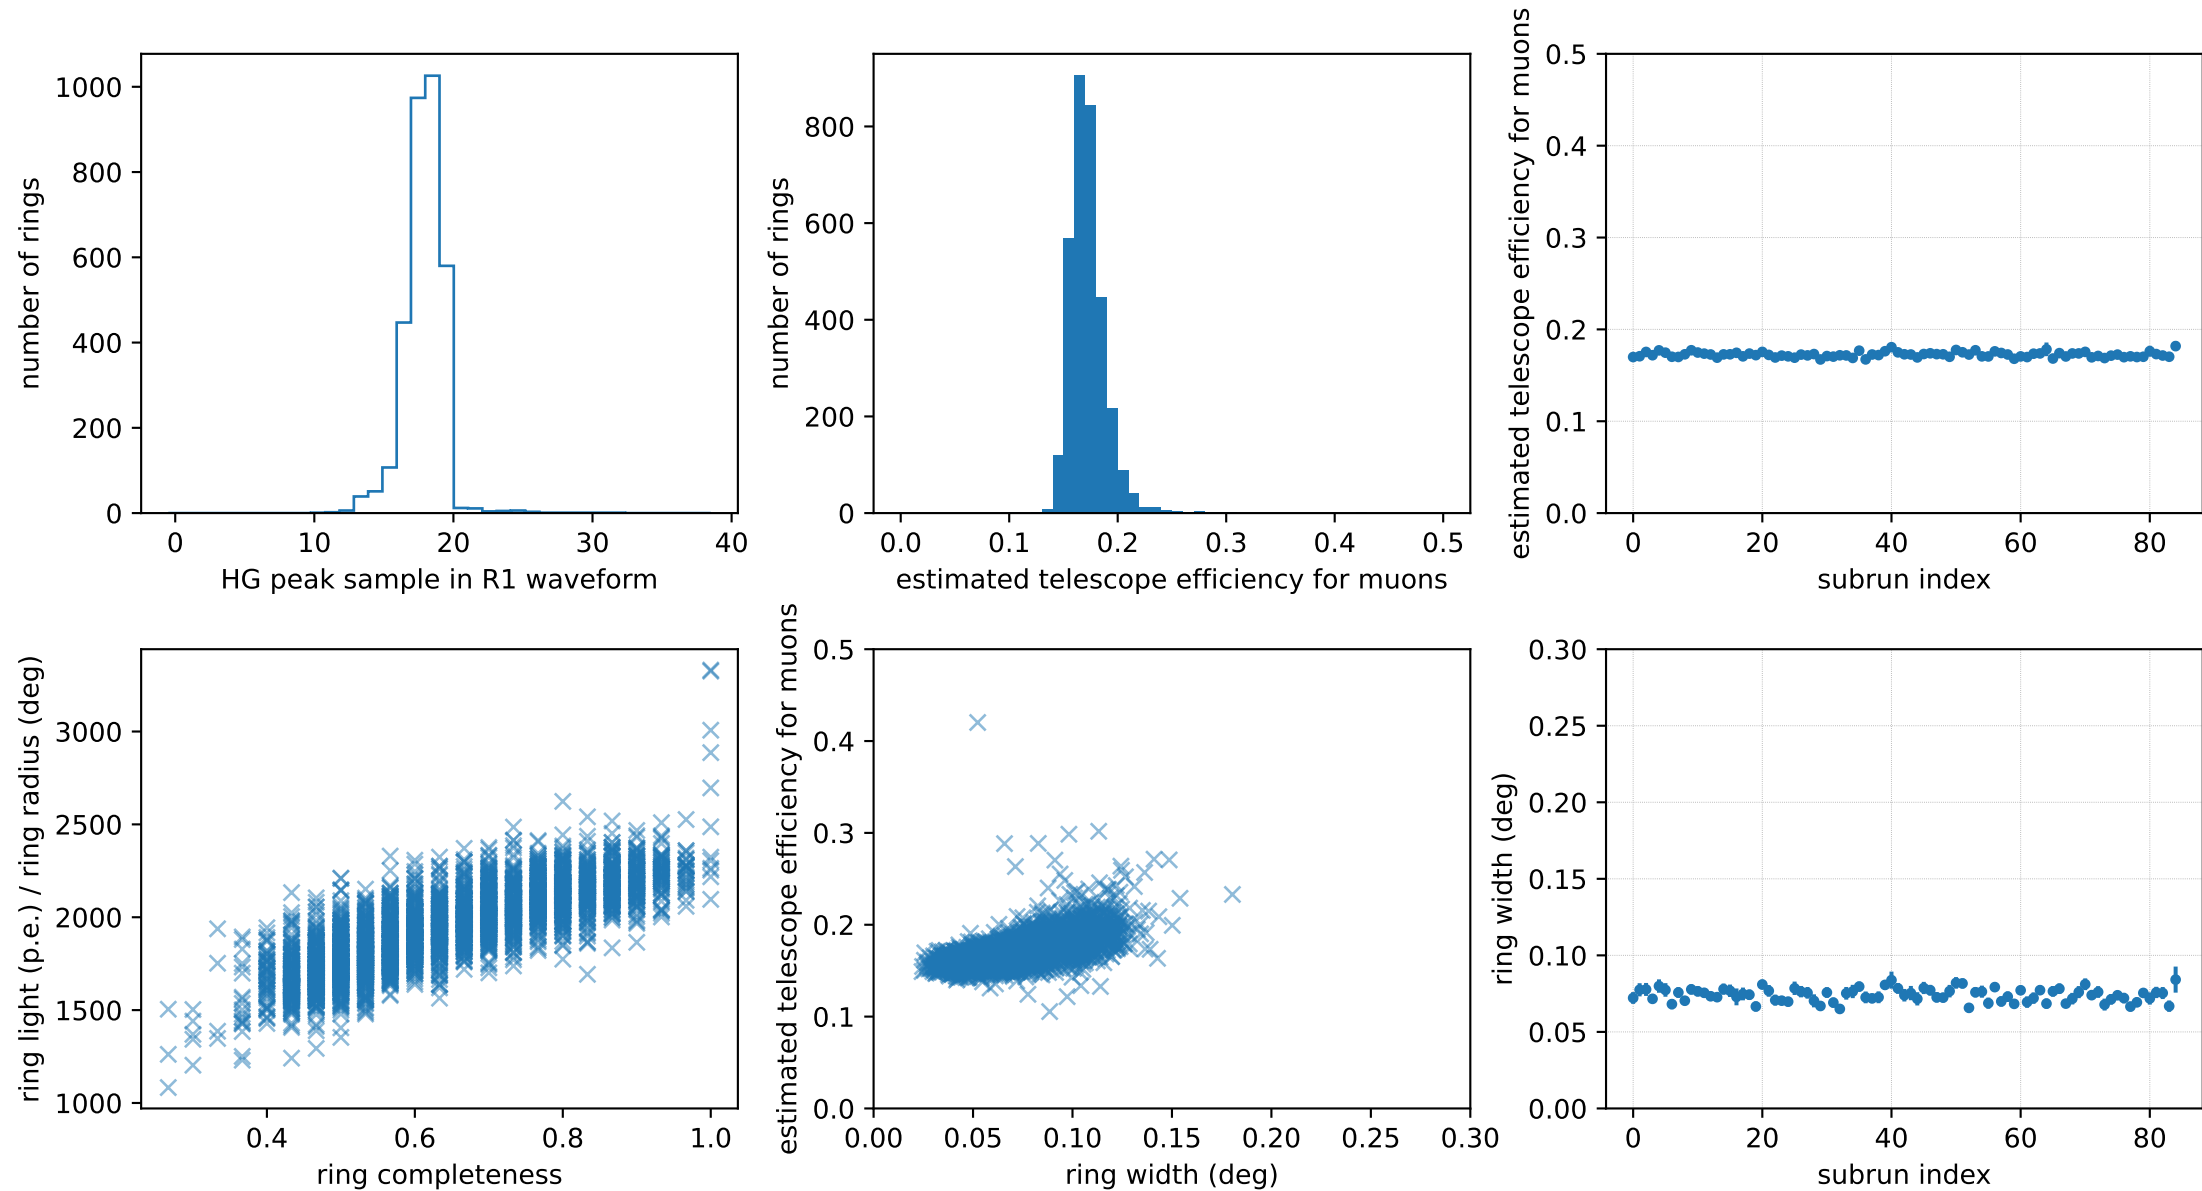 number of rings
1000
800
600
400
200
0
0 10 20 30 40
HG peak sample in R1 waveform
number of rings
800
600
400
200
0
0.0 0.1 0.2 0.3 0.4 0.5
estimated telescope efficiency for muons
estimated telescope efficiency for muons
0.5
0.4
0.3
0.2
0.1
0.0
0 20 40 60 80
subrun index
ring light (p.e.) / ring radius (deg)
3000
2500
2000
1500
1000
0.4 0.6 0.8 1.0
ring completeness
estimated telescope efficiency for muons
0.5
0.4
0.3
0.2
0.1
0.0
0.00 0.05 0.10 0.15 0.20 0.25 0.30
ring width (deg)
ring width (deg)
0.30
0.25
0.20
0.15
0.10
0.05
0.00
0 20 40 60 80
subrun index